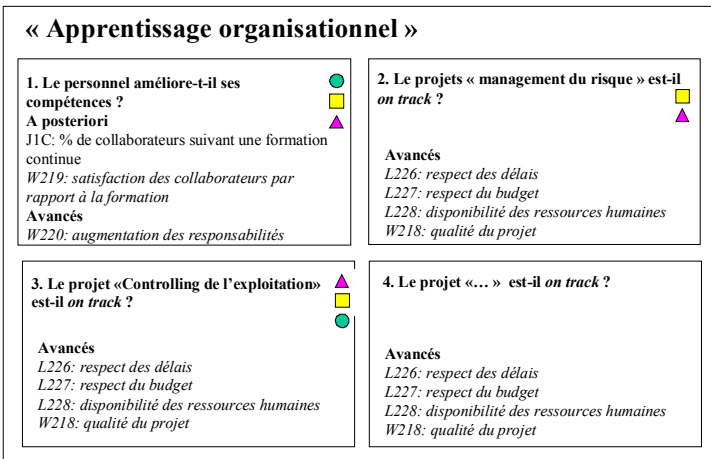 « Apprentissage organisationnel »
1. Le personnel améliore-t-il ses
compétences ?
A posteriori
J1C: % de collaborateurs suivant une formation
continue
W219: satisfaction des collaborateurs par
rapport à la formation
Avancés
W220: augmentation des responsabilités
2. Le projets « management du risque » est-il
on track ?
Avancés
L226: respect des délais
L227: respect du budget
L228: disponibilité des ressources humaines
W218: qualité du projet
3. Le projet «Controlling de l’exploitation»
est-il on track ?
Avancés
L226: respect des délais
L227: respect du budget
L228: disponibilité des ressources humaines
W218: qualité du projet
4. Le projet «… » est-il on track ?
Avancés
L226: respect des délais
L227: respect du budget
L228: disponibilité des ressources humaines
W218: qualité du projet